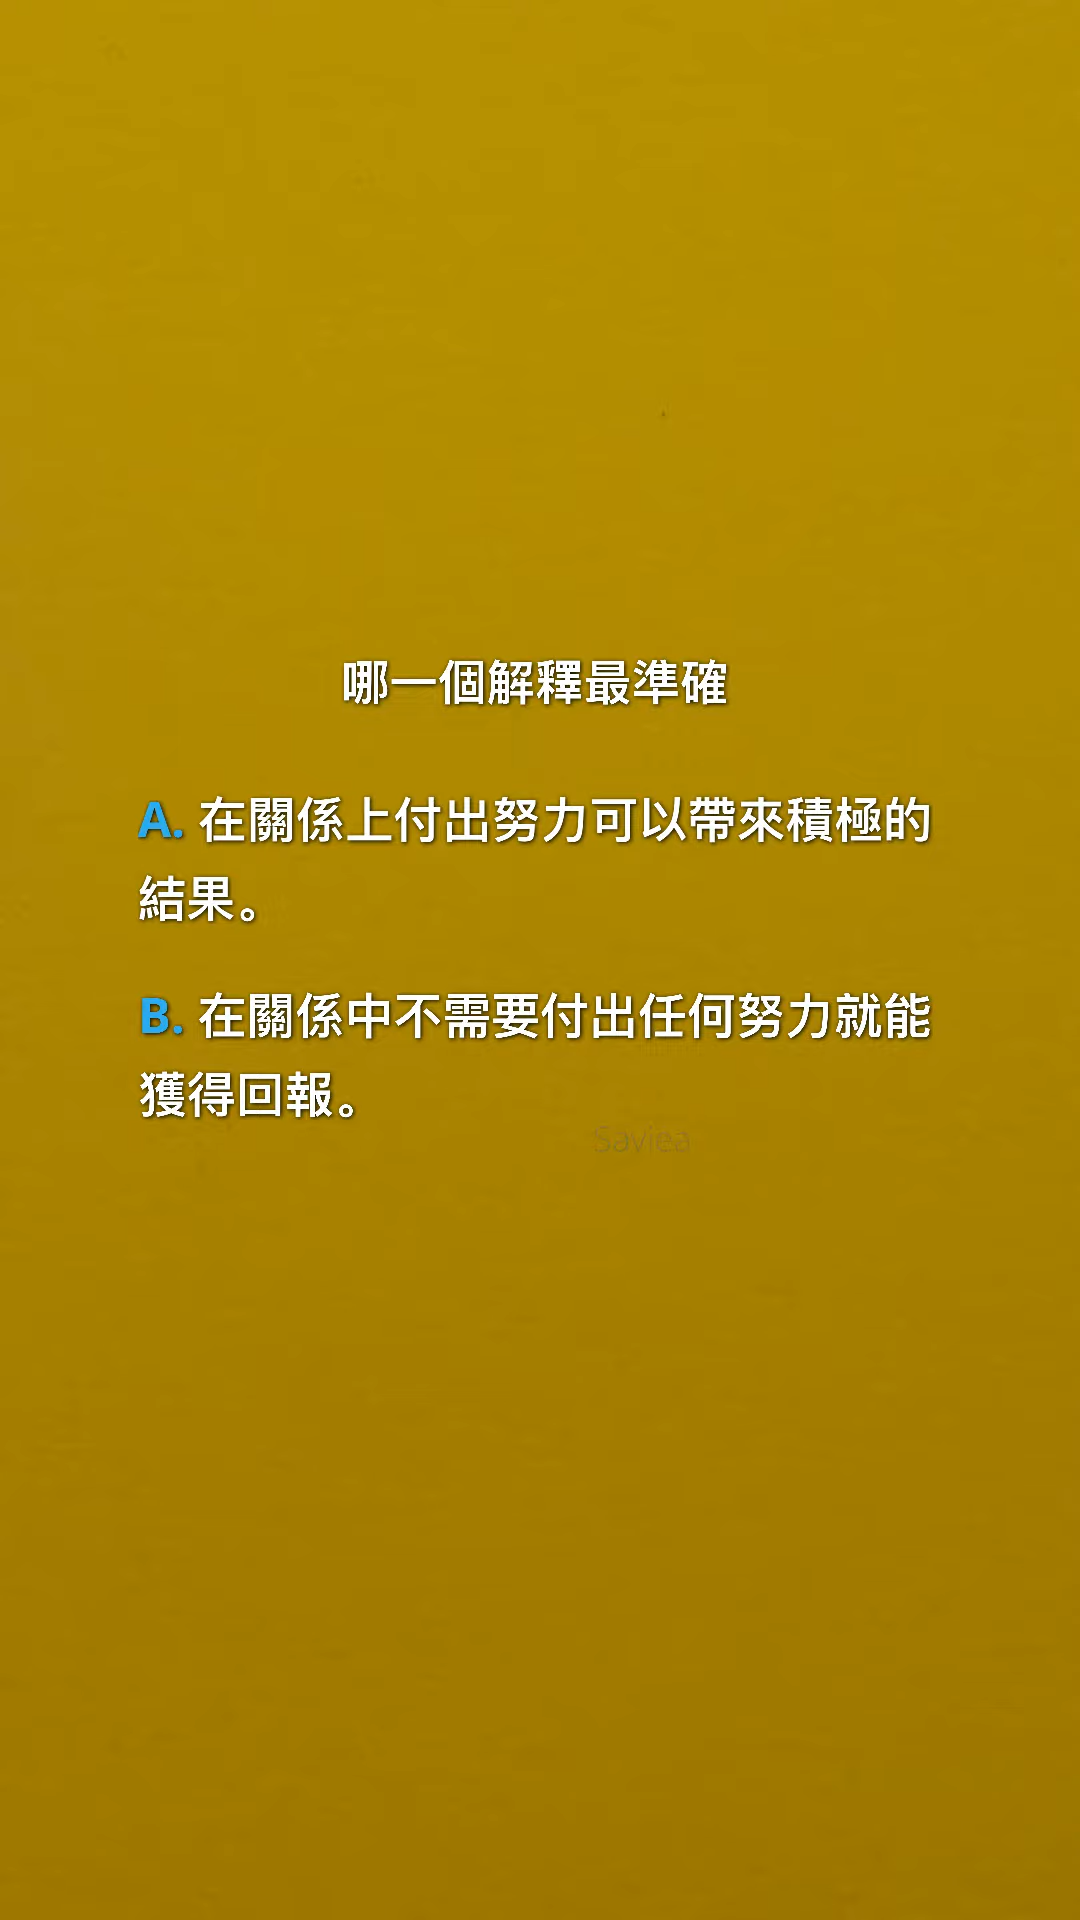 哪一個解釋最準確
A. 在關係上付出努力可以帶來積極的
結果。
B. 在關係中不需要付出任何努力就能
獲得回報。
Saviea